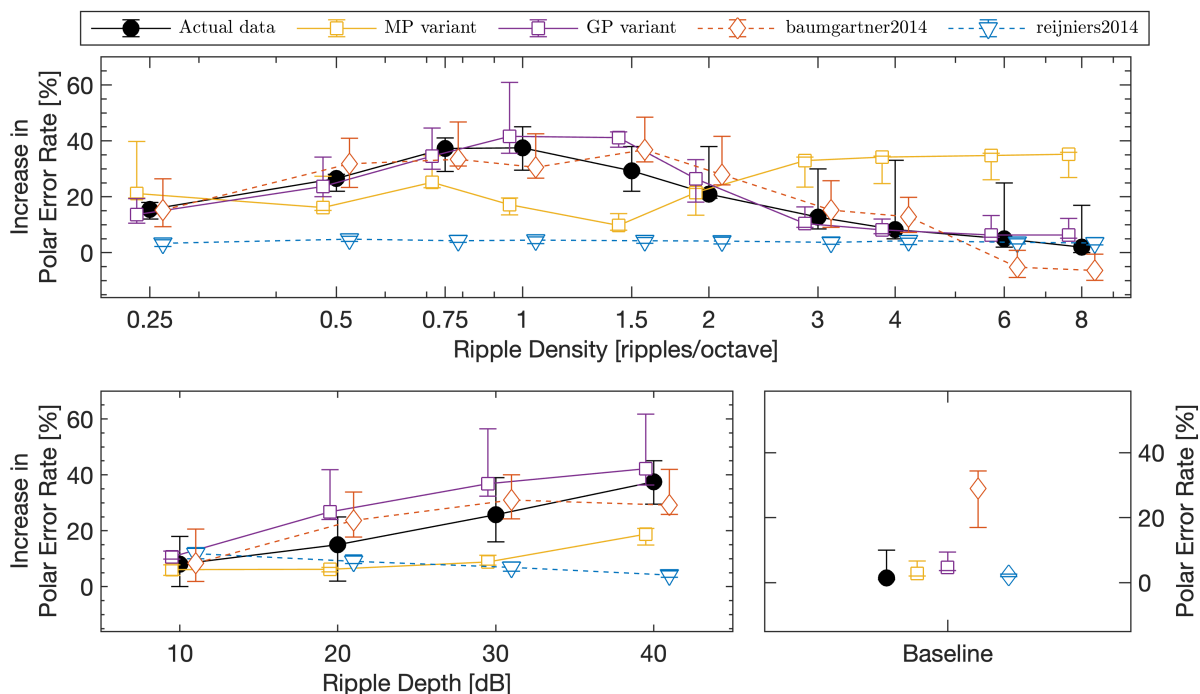 Actual data MP variant GP variant baumgartner2014 reijniers2014
Increase in
Polar Error Rate [%]
60
40
20
0
0.25 0.5 0.75 1 1.5 2 3 4 6 8
Ripple Density [ripples/octave]
Increase in
Polar Error Rate [%]
60
40
20
0
10 20 30 40
Ripple Depth [dB]
40
20
0
Polar Error Rate [%]
Baseline